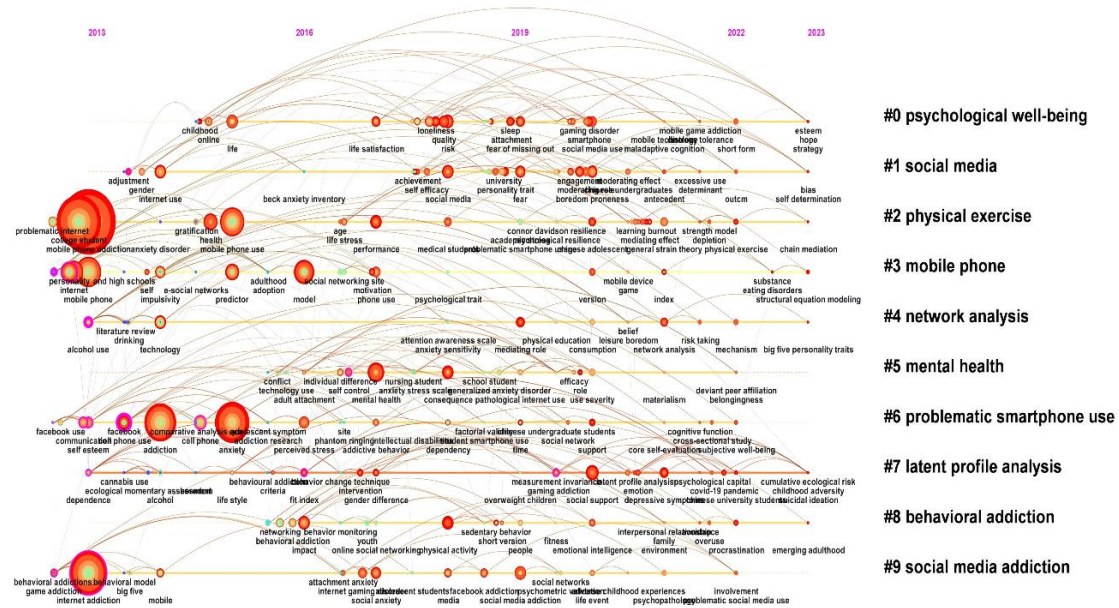 2013 2016 2019 2022 2023
childhood loneliness sleep gaming disorder mobile game addiction esteem
online quality attachment smartphone mobile technology tolerance hope
life life satisfaction risk fear of missing out social media use maladaptive cognition short form strategy
#0 psychological well-being
adjustment achievement university engagement moderating effect excessive use bias
gender self efficacy personality trait moderating role undergraduates determinant self determination
internet use beck anxiety inventory social media fear boredom proneness antecedent outcm
#1 social media
problematic internet gratification age connor davidson resilience learning burnout strength model
college student health life stress psychological resilience mediating effect depletion
mobile phone addiction anxiety disorder mobile phone use performance medical students problematic smartphone use chinese adolescent general strain theory physical exercise chain mediation
#2 physical exercise
personality and high schools adulthood social networking site mobile device substance
internet self e-social networks adoption motivation game eating disorders
mobile phone impulsivity predictor model phone use psychological trait version index structural equation modeling
#3 mobile phone
literature review attention awareness scale physical education belief risk taking
drinking leisure boredom
alcohol use technology anxiety sensitivity mediating role consumption network analysis mechanism big five personality traits
#4 network analysis
conflict individual difference nursing student school student efficacy deviant peer affiliation
technology use self control anxiety stress scale generalized anxiety disorder role belongingness
adult attachment mental health consequence pathological internet use use severity materialism
#5 mental health
facebook use facebook comparative analysis symptom site factorial validity undergraduate students cognitive function
communication cell phone use cell phone addiction research phantom ringing intellectual disability student smartphone use social network cross-sectional study
self esteem addiction anxiety perceived stress addictive behavior dependency time support core self-evaluation subjective well-being
#6 problematic smartphone use
cannabis use behavioural addiction behavior change technique measurement invariance latent profile analysis psychological capital cumulative ecological risk
ecological momentary assessment criteria intervention gaming addiction emotion covid-19 pandemic childhood adversity
dependence alcohol life style fit index gender difference overweight children social support depressive symptoms chinese university students suicidal ideation
#7 latent profile analysis
networking behavior monitoring sedentary behavior interpersonal relationship
behavioral addiction youth short version fitness family overuse
impact online social networking physical activity people emotional intelligence environment procrastination emerging adulthood
#8 behavioral addiction
behavioral addictions behavioral model attachment anxiety social networks involvement
game addiction big five internet gaming disorder students facebook addiction psychometric validation childhood experiences
internet addiction mobile social anxiety media social media addiction life event psychopathology problematic social media use
#9 social media addiction